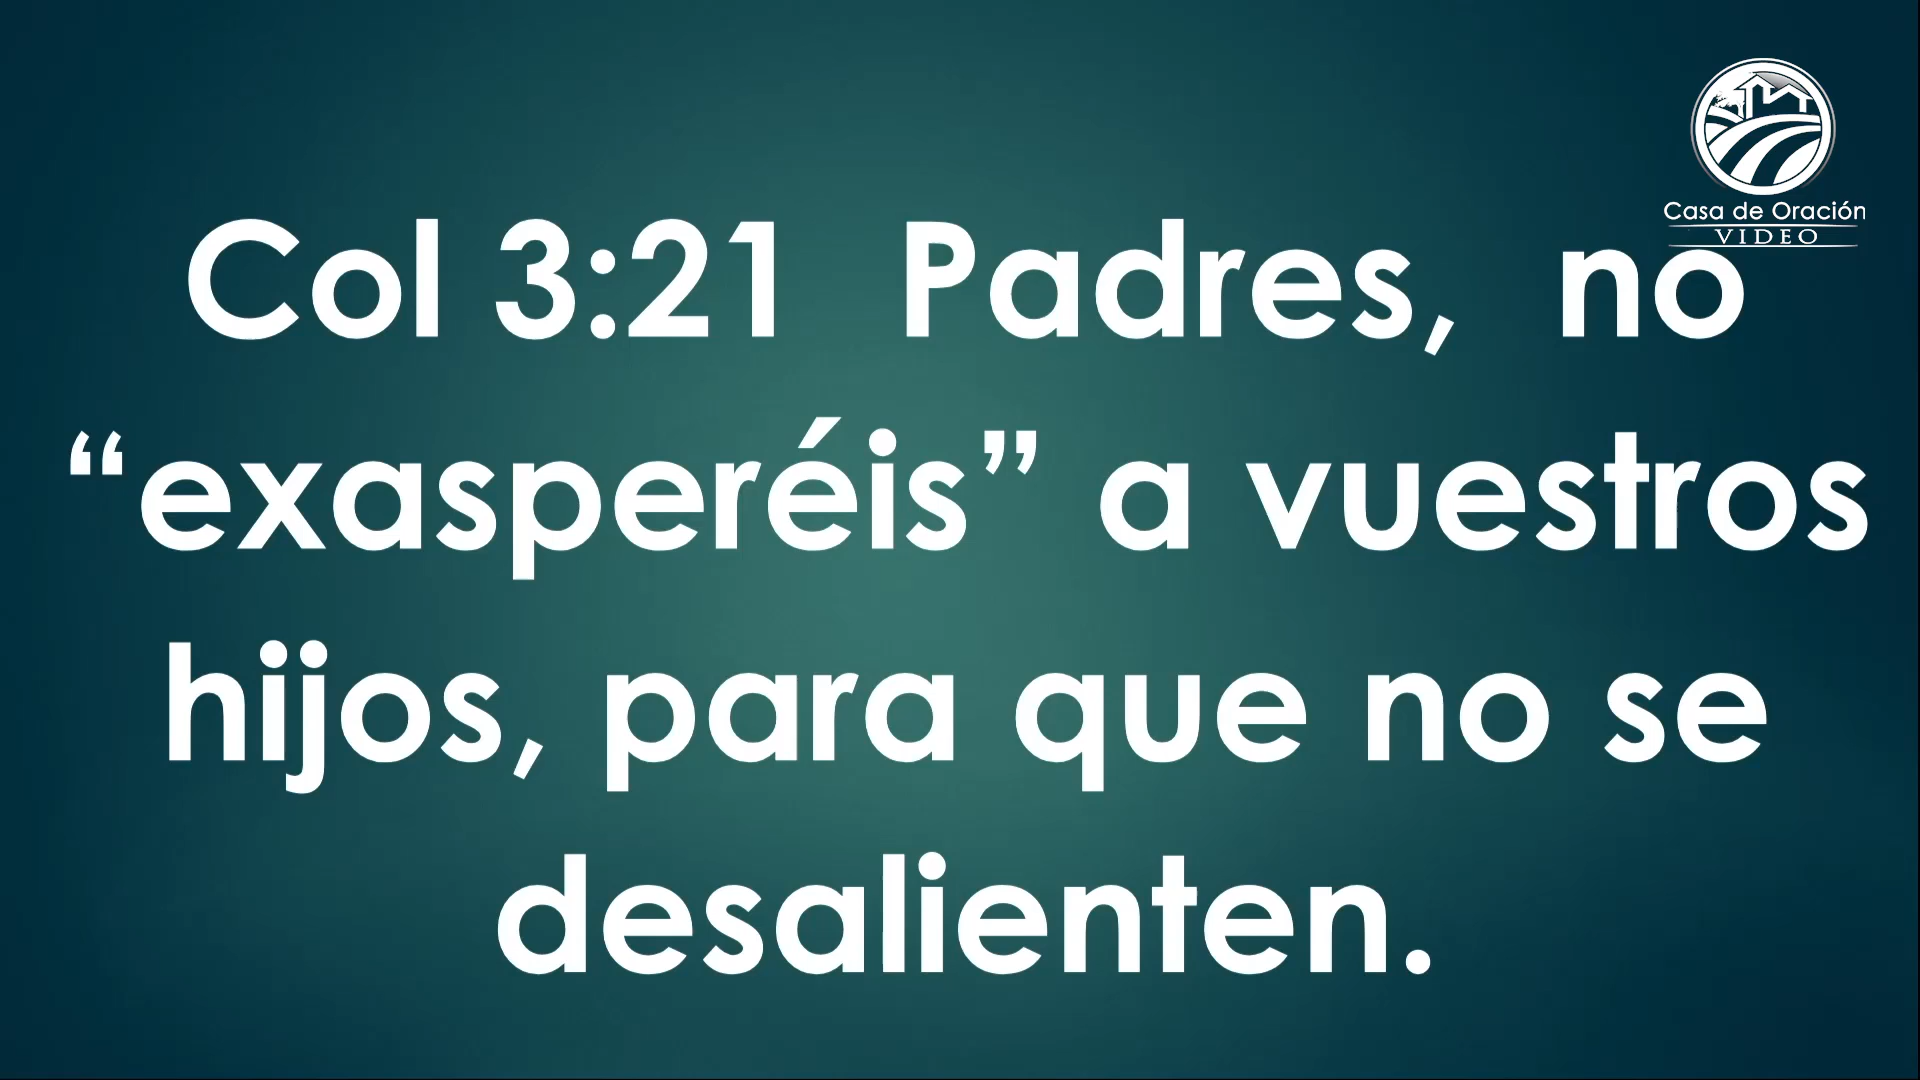 Casa de Oración
VIDEO
Col 3:21  Padres,  no
“exasperéis” a vuestros
hijos, para que no se
desalienten.